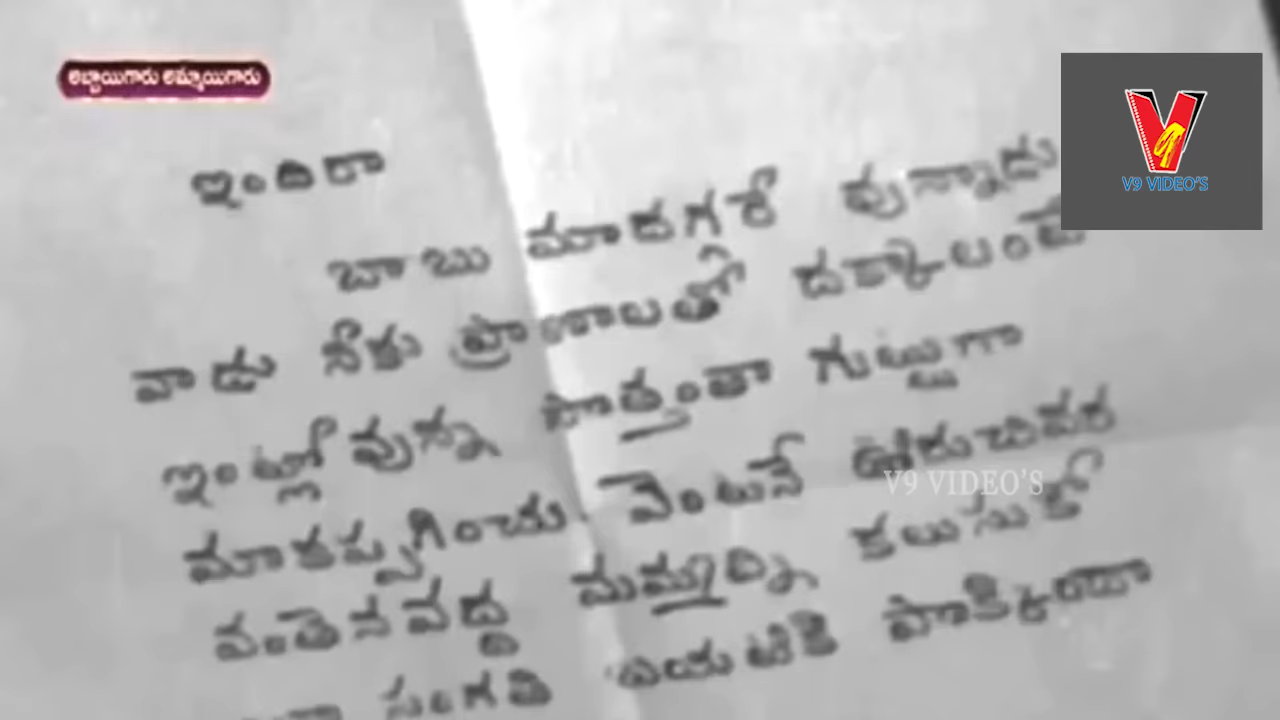 అబ్బాయిగారు అమ్మాయిగారు
V9 VIDEO'S
ఇందిరా
బాబు మాదగ్గరే వున్నాడు
వాడు నీకు ప్రాణాలతో దక్కాలంటే
ఇంట్లో వున్న సొత్తంతా గుట్టుగా
మాకప్పగించు వెంటనే ఊరుచివర
V9 VIDEO'S
వంతెనవద్ద మమ్మల్ని కలుసుకో
సంగతి బయటికి పొక్కిందా